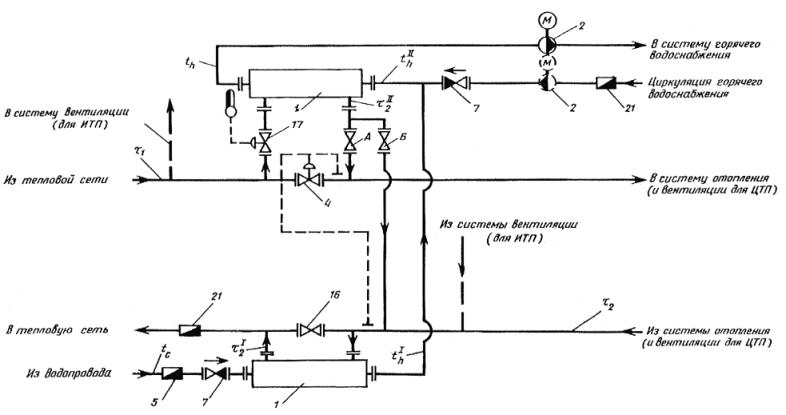 М
2
В систему горячего
водоснабжения
(М)
t_h
t_h^II
Циркуляция горячего
водоснабжения
1
7
2
21
τ_2^II
В систему вентиляции
(для ИТП)
17
А
Б
τ_1
Из тепловой сети
4
В систему отопления
(и вентиляции для ЦТП)
Из системы вентиляции
(для ИТП)
21
16
τ_2
В тепловую сеть
Из системы отопления
(и вентиляции для ЦТП)
τ_2^I
t_h^I
t_c
Из водопровода
5
7
1